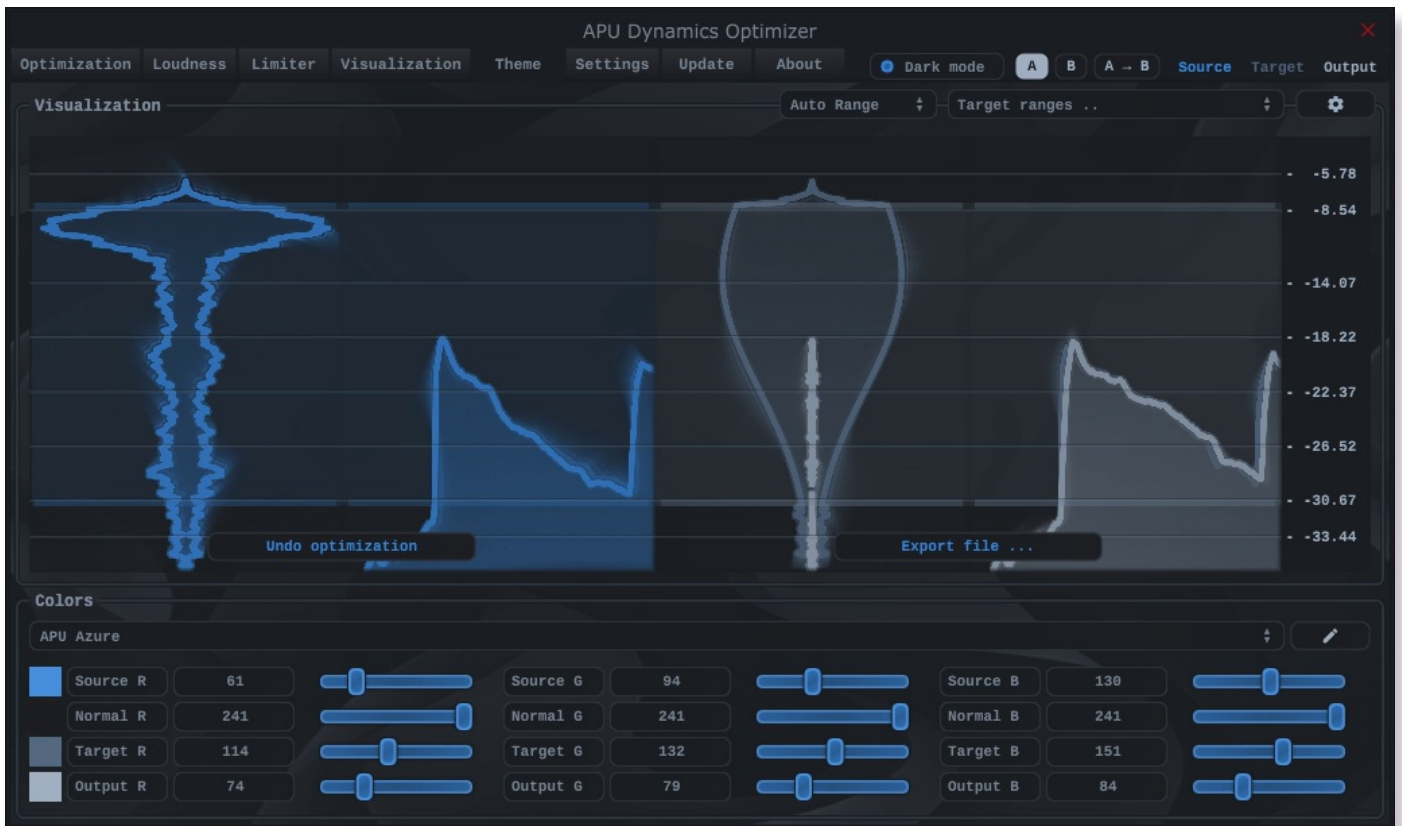 APU Dynamics Optimizer
Optimization Loudness Limiter Visualization Theme Settings Update About Dark mode A B A → B Source Target Output
Visualization Auto Range Target ranges ..
- -5.78
- -8.54
- -14.07
- -18.22
- -22.37
- -26.52
- -30.67
- -33.44
Undo optimization Export file ...
Colors
APU Azure
Source R 61 Source G 94 Source B 130
Normal R 241 Normal G 241 Normal B 241
Target R 114 Target G 132 Target B 151
Output R 74 Output G 79 Output B 84